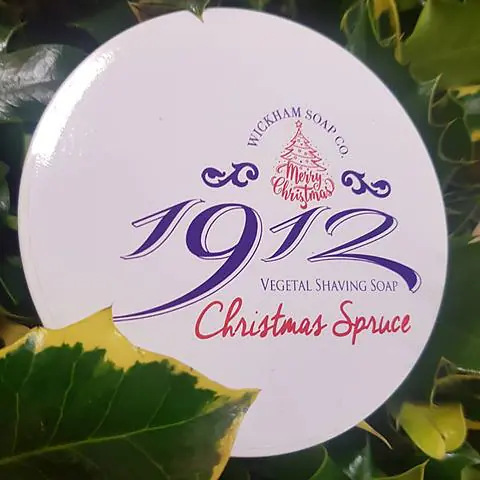 WICKHAM SOAP CO.
Merry
Christmas
1912
VEGETAL SHAVING SOAP
Christmas Spruce